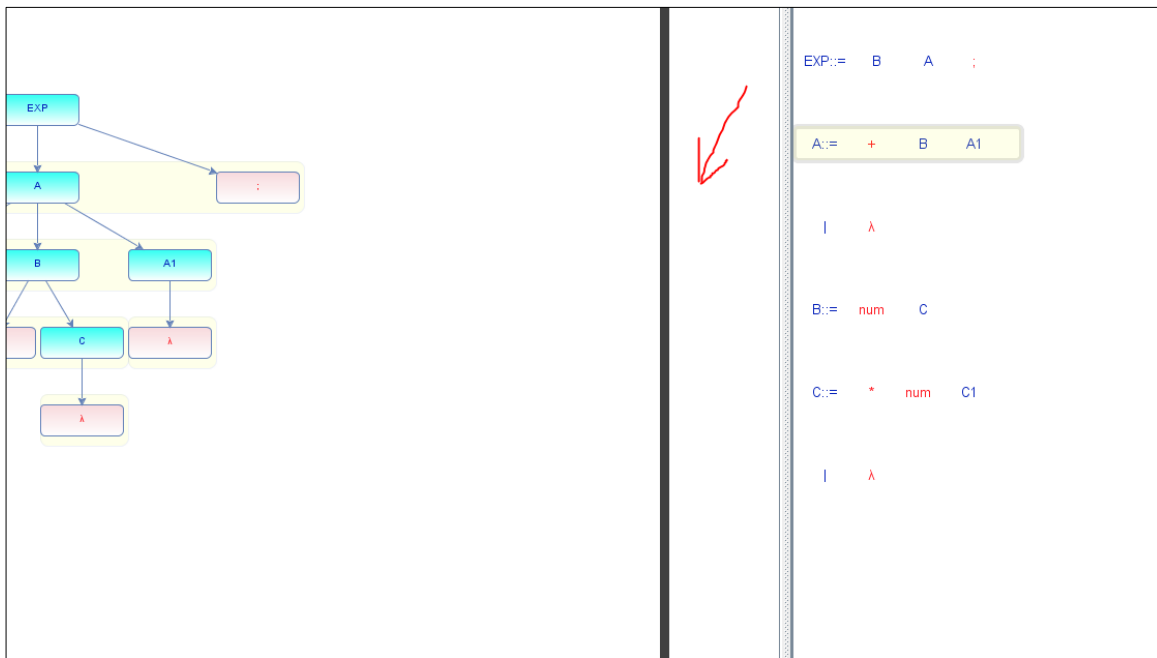 EXP
A ;
B A1
C λ
λ
EXP::= B A ;
A::= + B A1
| λ
B::= num C
C::= * num C1
| λ